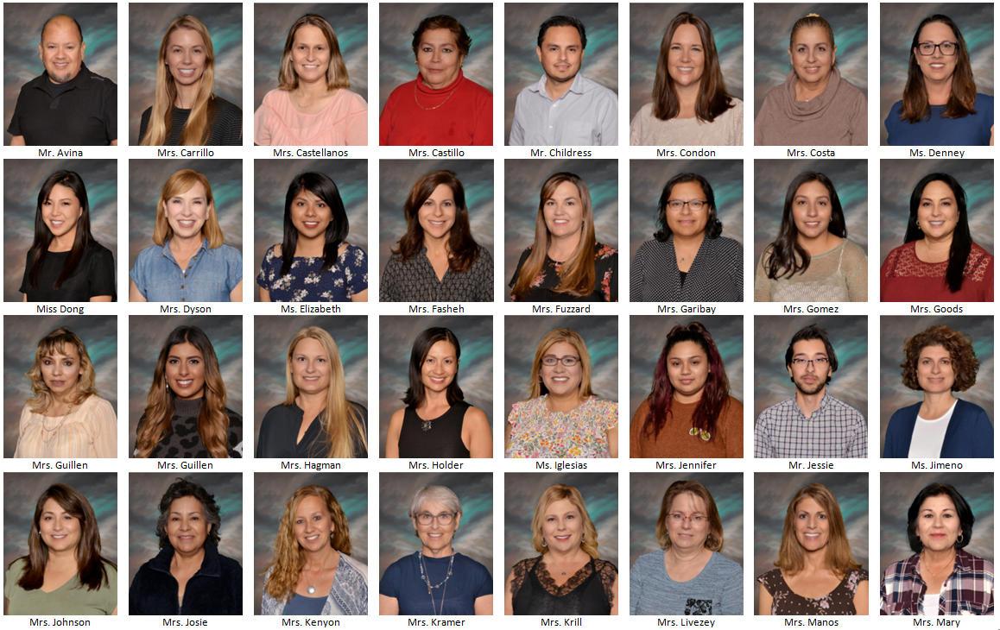 Mr. Avina
Mrs. Carrillo
Mrs. Castellanos
Mrs. Castillo
Mr. Childress
Mrs. Condon
Mrs. Costa
Ms. Denney
Miss Dong
Mrs. Dyson
Ms. Elizabeth
Mrs. Fasheh
Mrs. Fuzzard
Mrs. Garibay
Mrs. Gomez
Mrs. Goods
Mrs. Guillen
Mrs. Guillen
Mrs. Hagman
Mrs. Holder
Ms. Iglesias
Mrs. Jennifer
Mr. Jessie
Ms. Jimeno
Mrs. Johnson
Mrs. Josie
Mrs. Kenyon
Mrs. Kramer
Mrs. Krill
Mrs. Livezey
Mrs. Manos
Mrs. Mary